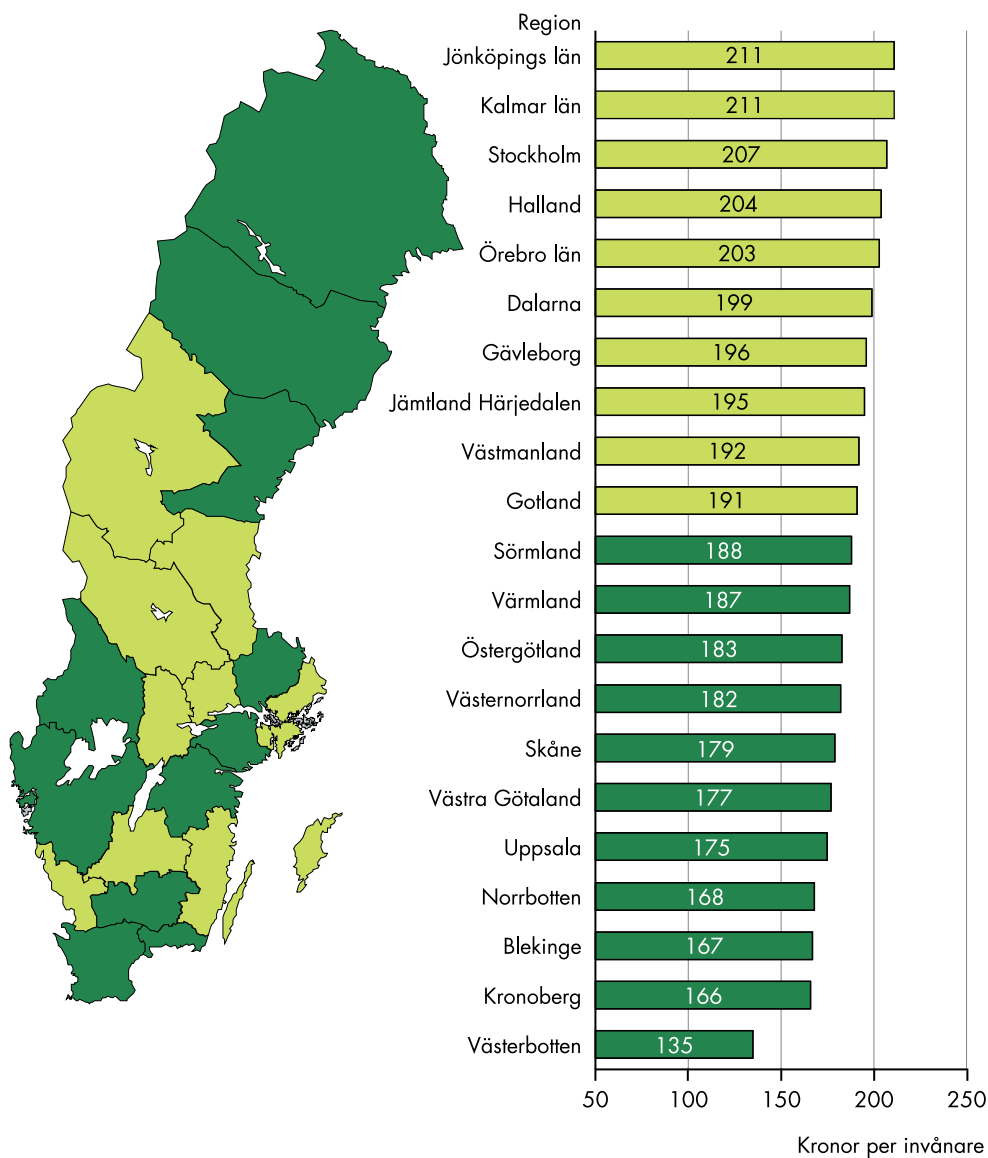 Region
Jönköpings län 211
Kalmar län 211
Stockholm 207
Halland 204
Örebro län 203
Dalarna 199
Gävleborg 196
Jämtland Härjedalen 195
Västmanland 192
Gotland 191
Sörmland 188
Värmland 187
Östergötland 183
Västernorrland 182
Skåne 179
Västra Götaland 177
Uppsala 175
Norrbotten 168
Blekinge 167
Kronoberg 166
Västerbotten 135
50 100 150 200 250
Kronor per invånare